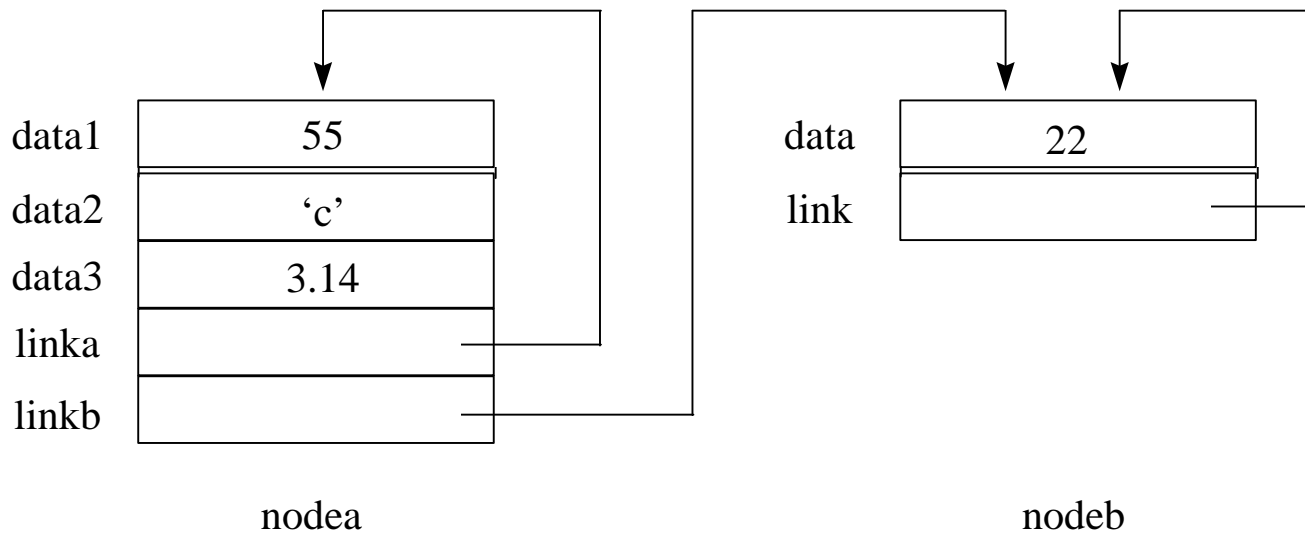 data1 55
data2 ‘c’
data3 3.14
linka
linkb
nodea
data 22
link
nodeb